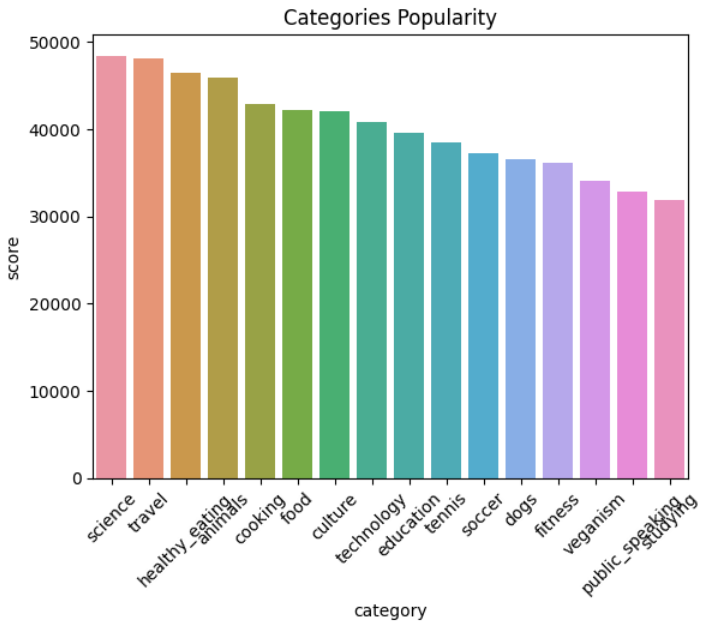 Categories Popularity
50000
40000
30000
20000
10000
0
score
science
travel
healthy_eating
animals
cooking
food
culture
technology
education
tennis
soccer
dogs
fitness
veganism
public_speaking
studying
category